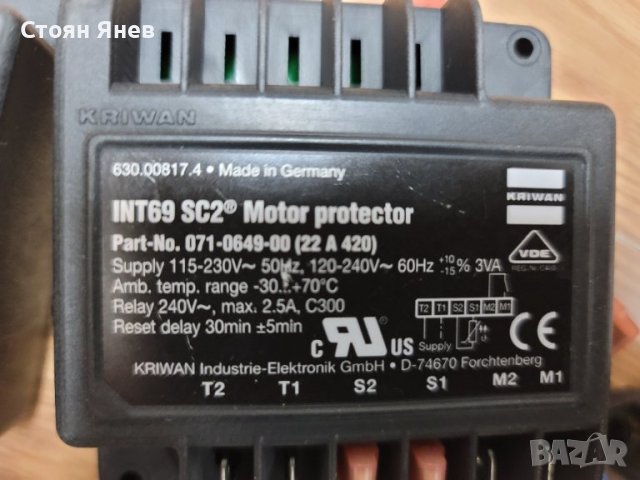 Стоян Янев
KRIWAN
630.00817.4 • Made in Germany
INT69 SC2® Motor protector
Part-No. 071-0649-00 (22 A 420)
Supply 115-230V~ 50Hz, 120-240V~ 60Hz +10 -15 % 3VA
Amb. temp. range -30...+70°C
Relay 240V~, max. 2.5A, C300
Reset delay 30min ±5min
KRIWAN
VDE
T2 T1 S2 S1 M2 M1
Supply
C RU US
CE
KRIWAN Industrie-Elektronik GmbH • D-74670 Forchtenberg
T2 T1 S2 S1 M2 M1
BAZAR